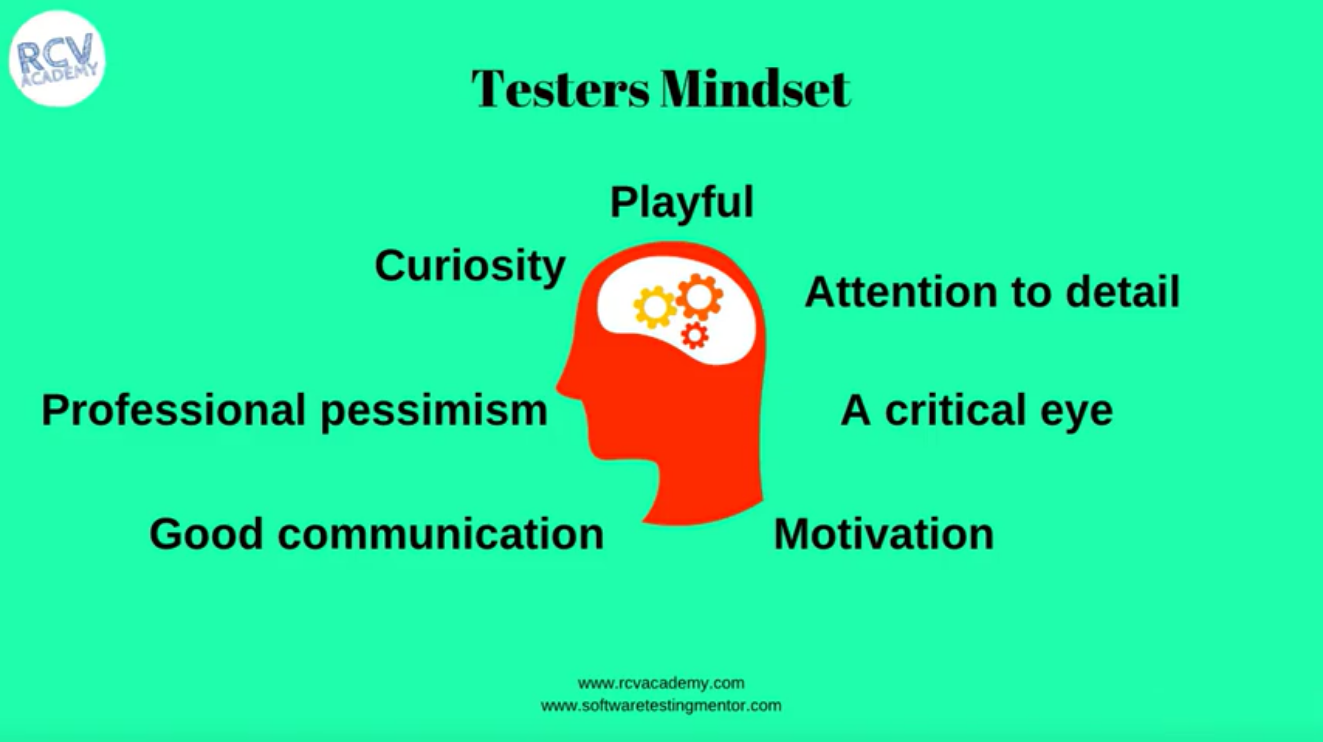 RCV
ACADEMY
Testers Mindset
Playful
Curiosity
Attention to detail
Professional pessimism
A critical eye
Good communication
Motivation
www.rcvacademy.com
www.softwaretestingmentor.com